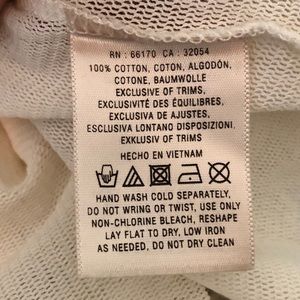 RN : 66170 CA : 32054
100% COTTON, COTON, ALGODÓN,
COTONE, BAUMWOLLE
EXCLUSIVE OF TRIMS
EXCLUSIVITÉ DES ÉQUILIBRES,
EXCLUSIVA DE AJUSTES,
ESCLUSIVA LONTANO DISPOSIZIONI,
EXKLUSIV OF TRIMS
HECHO EN VIETNAM
HAND WASH COLD SEPARATELY,
DO NOT WRING OR TWIST, USE ONLY
NON-CHLORINE BLEACH, RESHAPE
LAY FLAT TO DRY, LOW IRON
AS NEEDED, DO NOT DRY CLEAN